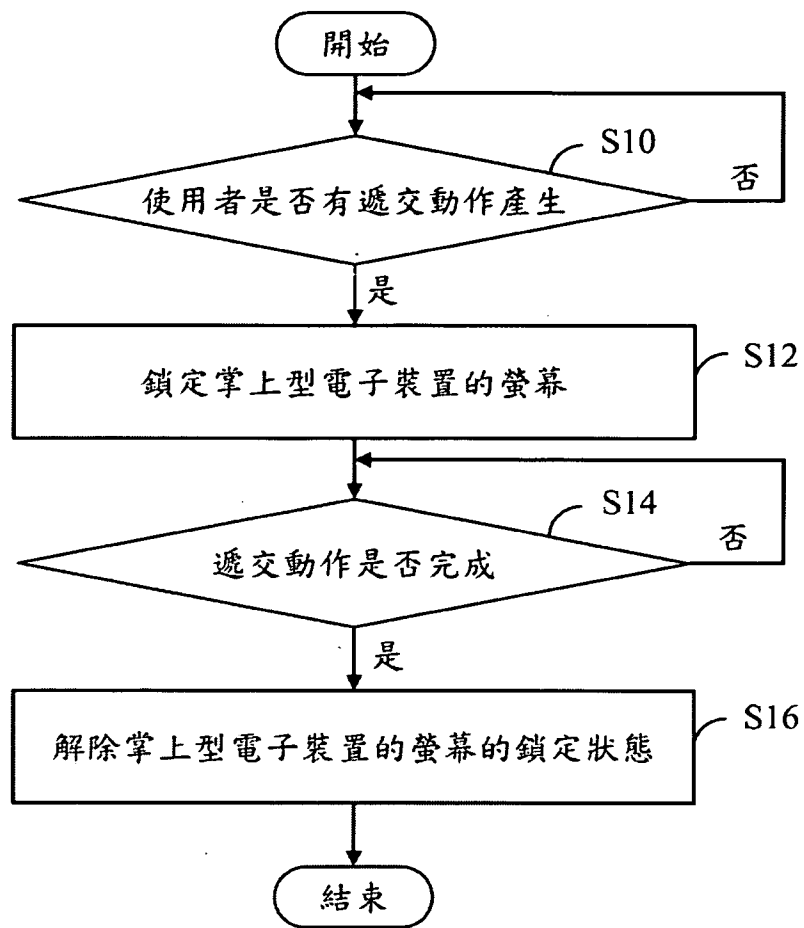 開始
S10
使用者是否有遞交動作產生
否
是
S12
鎖定掌上型電子裝置的螢幕
S14
遞交動作是否完成
否
是
S16
解除掌上型電子裝置的螢幕的鎖定狀態
結束